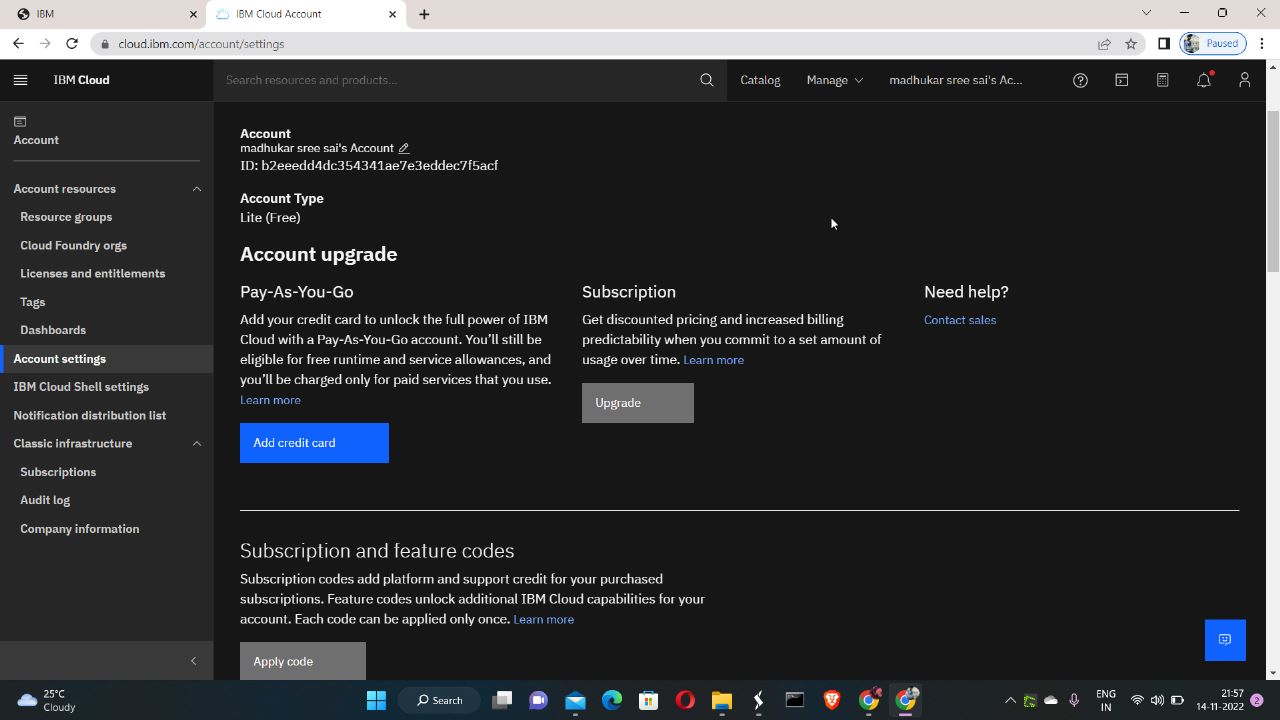 IBM
IBM Cloud Account
cloud.ibm.com/account/settings
Paused
IBM Cloud
Search resources and products...
Catalog
Manage
madhukar sree sai's Ac...
Account
Account resources
Resource groups
Cloud Foundry orgs
Licenses and entitlements
Tags
Dashboards
Account settings
IBM Cloud Shell settings
Notification distribution list
Classic infrastructure
Subscriptions
Audit log
Company information
Account
madhukar sree sai's Account
ID: b2eeedd4dc354341ae7e3eddec7f5acf
Account Type
Lite (Free)
Account upgrade
Pay-As-You-Go
Add your credit card to unlock the full power of IBM
Cloud with a Pay-As-You-Go account. You’ll still be
eligible for free runtime and service allowances, and
you’ll be charged only for paid services that you use.
Learn more
Add credit card
Subscription
Get discounted pricing and increased billing
predictability when you commit to a set amount of
usage over time. Learn more
Upgrade
Need help?
Contact sales
Subscription and feature codes
Subscription codes add platform and support credit for your purchased
subscriptions. Feature codes unlock additional IBM Cloud capabilities for your
account. Each code can be applied only once. Learn more
Apply code
25°C
Cloudy
Search
ENG
IN
21:57
14-11-2022
2